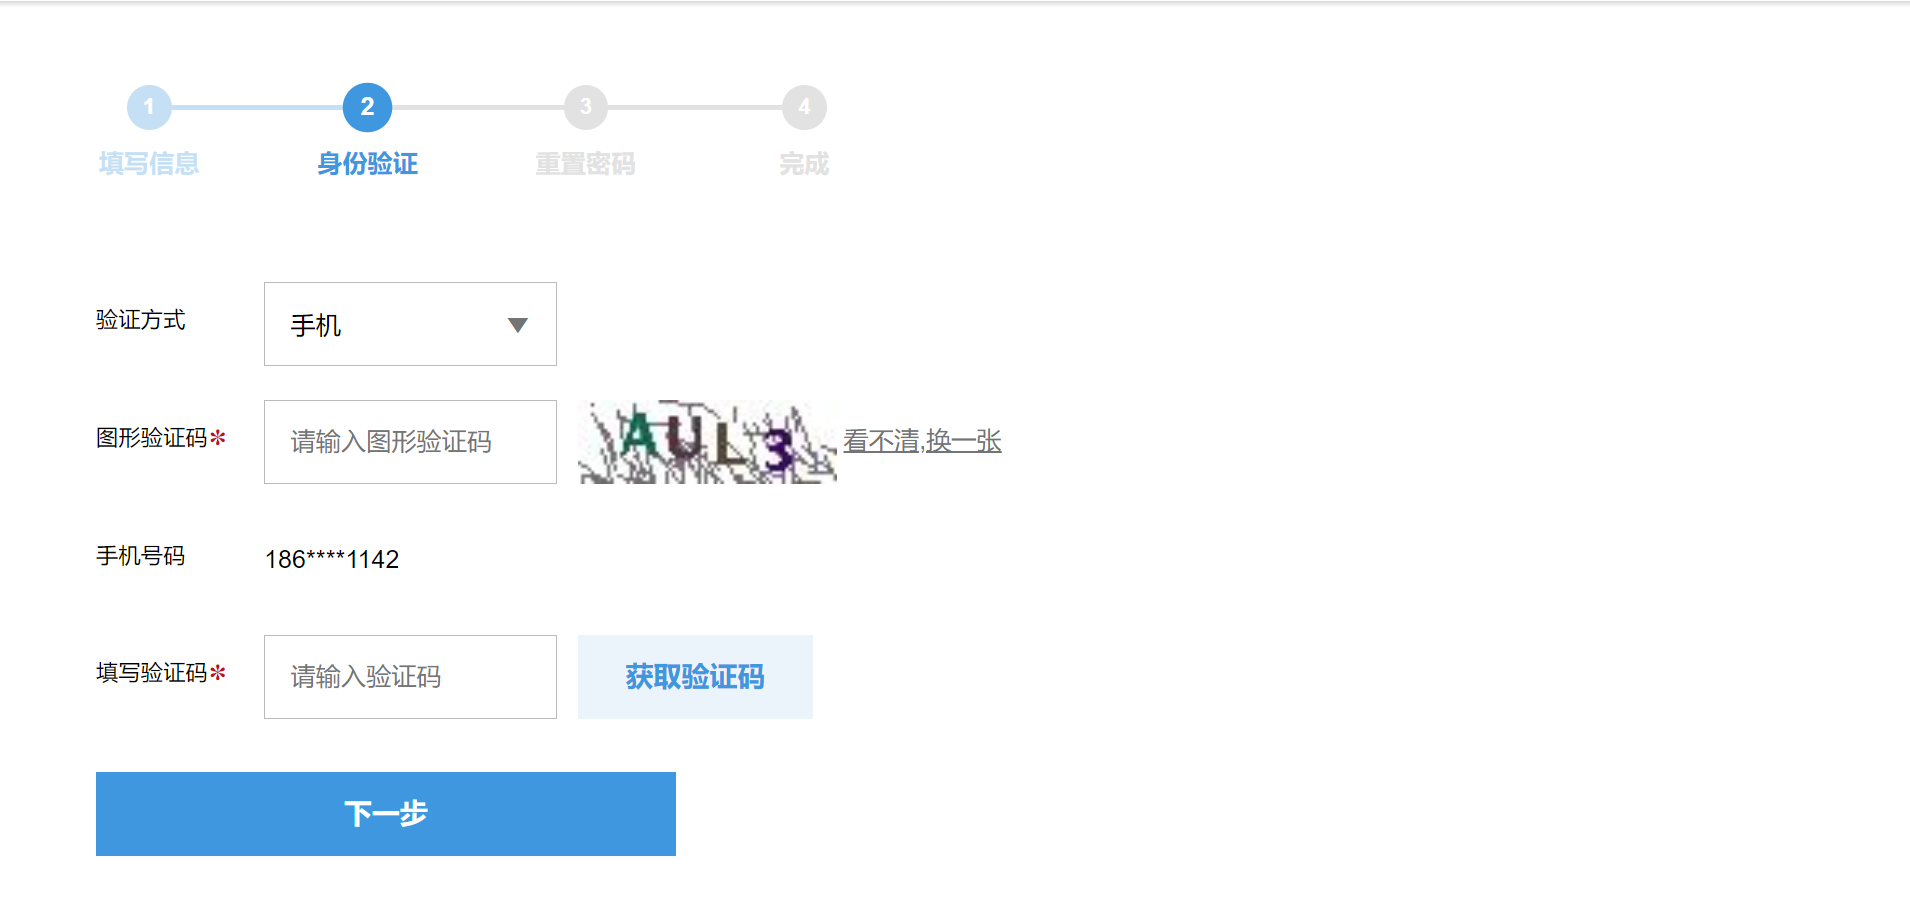 1 2 3 4
填写信息 身份验证 重置密码 完成
验证方式 手机
图形验证码* 请输入图形验证码 AUL3 看不清,换一张
手机号码 186****1142
填写验证码* 请输入验证码 获取验证码
下一步